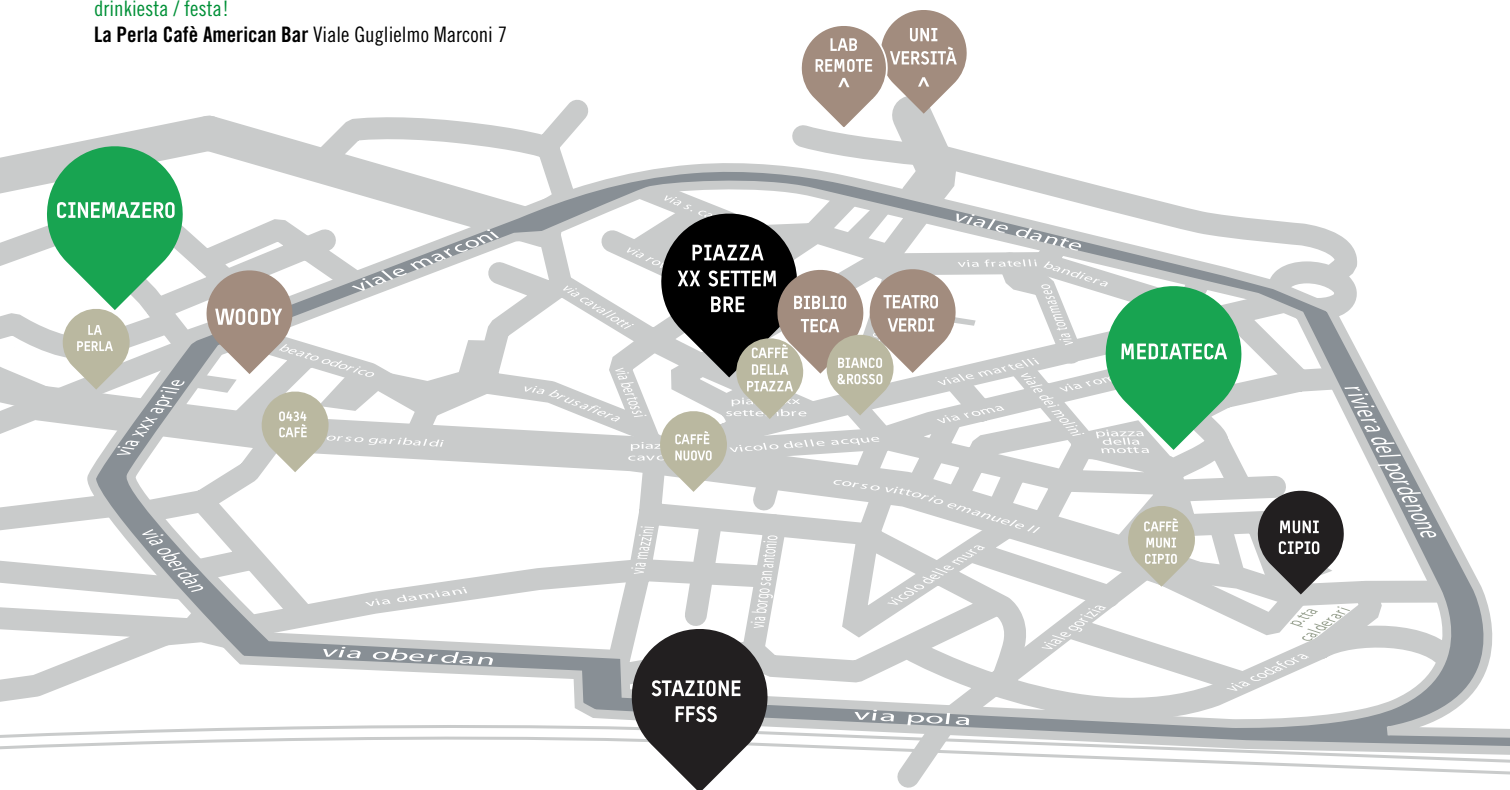 drinkiesta / festa!
La Perla Cafè American Bar Viale Guglielmo Marconi 7
LAB
REMOTE
^
UNI
VERSITÀ
^
CINEMAZERO
PIAZZA
XX SETTEM
BRE
WOODY
BIBLIO
TECA
TEATRO
VERDI
LA
PERLA
CAFFÈ
DELLA
PIAZZA
BIANCO
&ROSSO
MEDIATECA
0434
CAFÈ
CAFFÈ
NUOVO
CAFFÈ
MUNI
CIPIO
MUNI
CIPIO
STAZIONE
FFSS
viale marconi
viale dante
via fratelli bandiera
via tommaseo
via cavallotti
beato odorico
via bertossi
via brusafiera
viale martelli
viale dei molini
via roma
piazza
della
motta
riviera del pordenone
via xxx aprile
corso garibaldi
vicolo delle acque
corso vittorio emanuele II
via oberdan
via mazzini
via borgo san antonio
vicolo delle mura
via damiani
viale gorizia
p.tta
calderari
via codafora
via oberdan
via pola